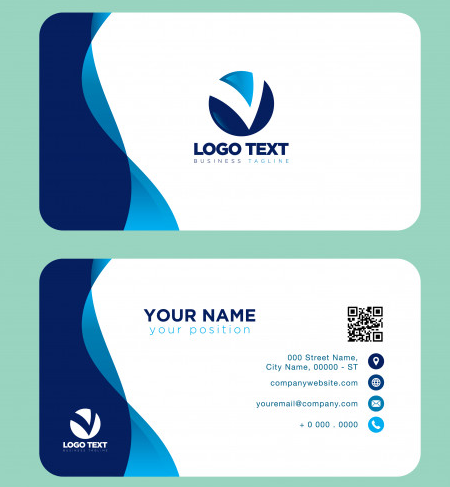 LOGO TEXT
BUSINESS TAGLINE
YOUR NAME
your position
000 Street Name,
City Name, 00000 - ST
companywebsite.com
youremail@company.com
+ 0 000 . 0000
LOGO TEXT
BUSINESS TAGLINE